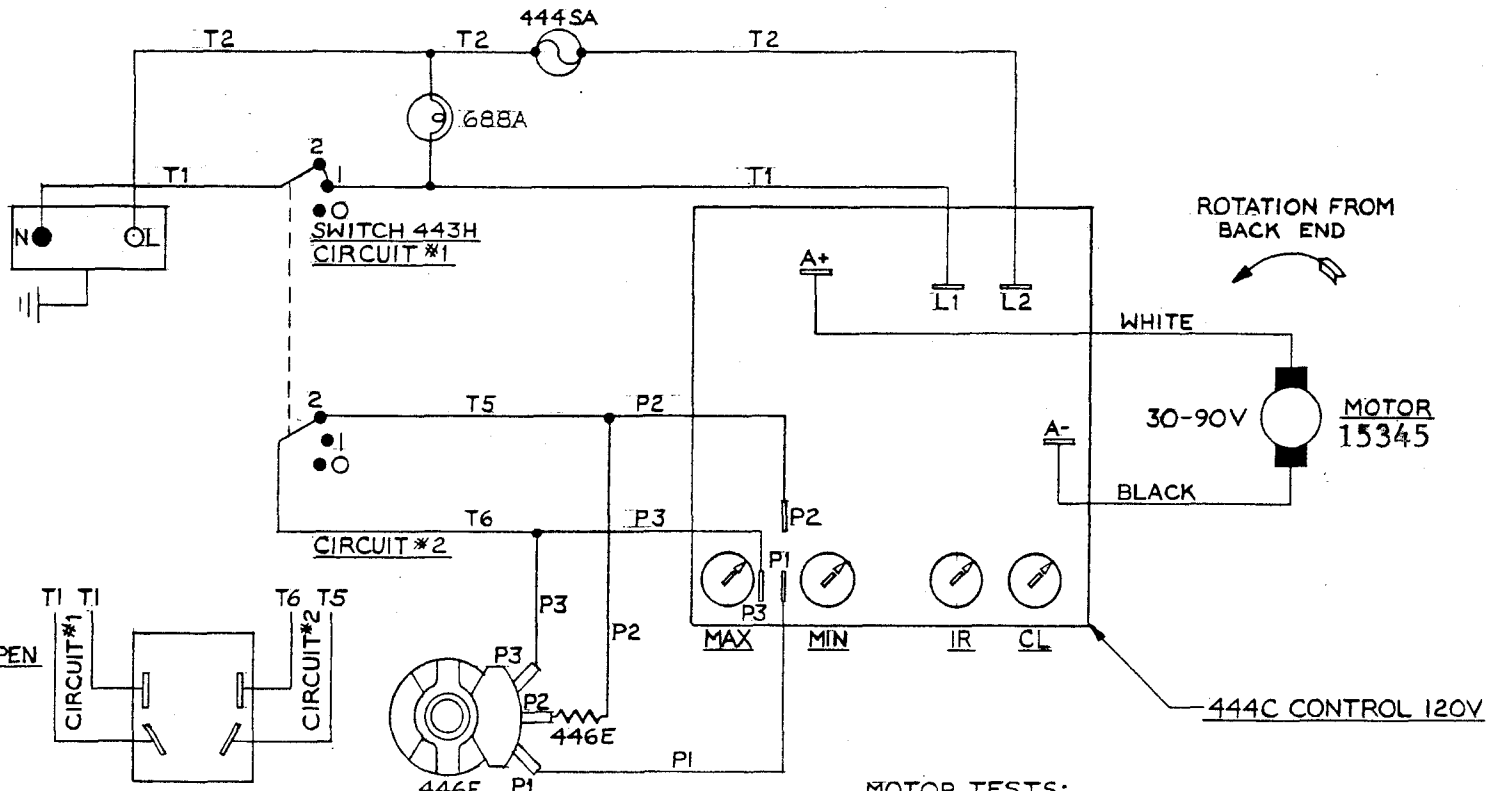 444SA
T2
T2
T2
688A
2
1
T1
T1
O
N
L
SWITCH 443H
CIRCUIT #1
ROTATION FROM
BACK END
A+
L1
L2
WHITE
2
T5
P2
30-90V
MOTOR
15345
A-
1
O
BLACK
T6
P3
P2
CIRCUIT #2
P1
P3
MAX
MIN
IR
CL
T1 T1
T6 T5
CIRCUIT #1
CIRCUIT #2
P3
P2
PEN
P3
P2
446E
444C CONTROL 120V
P1
P1
MOTOR TESTS: